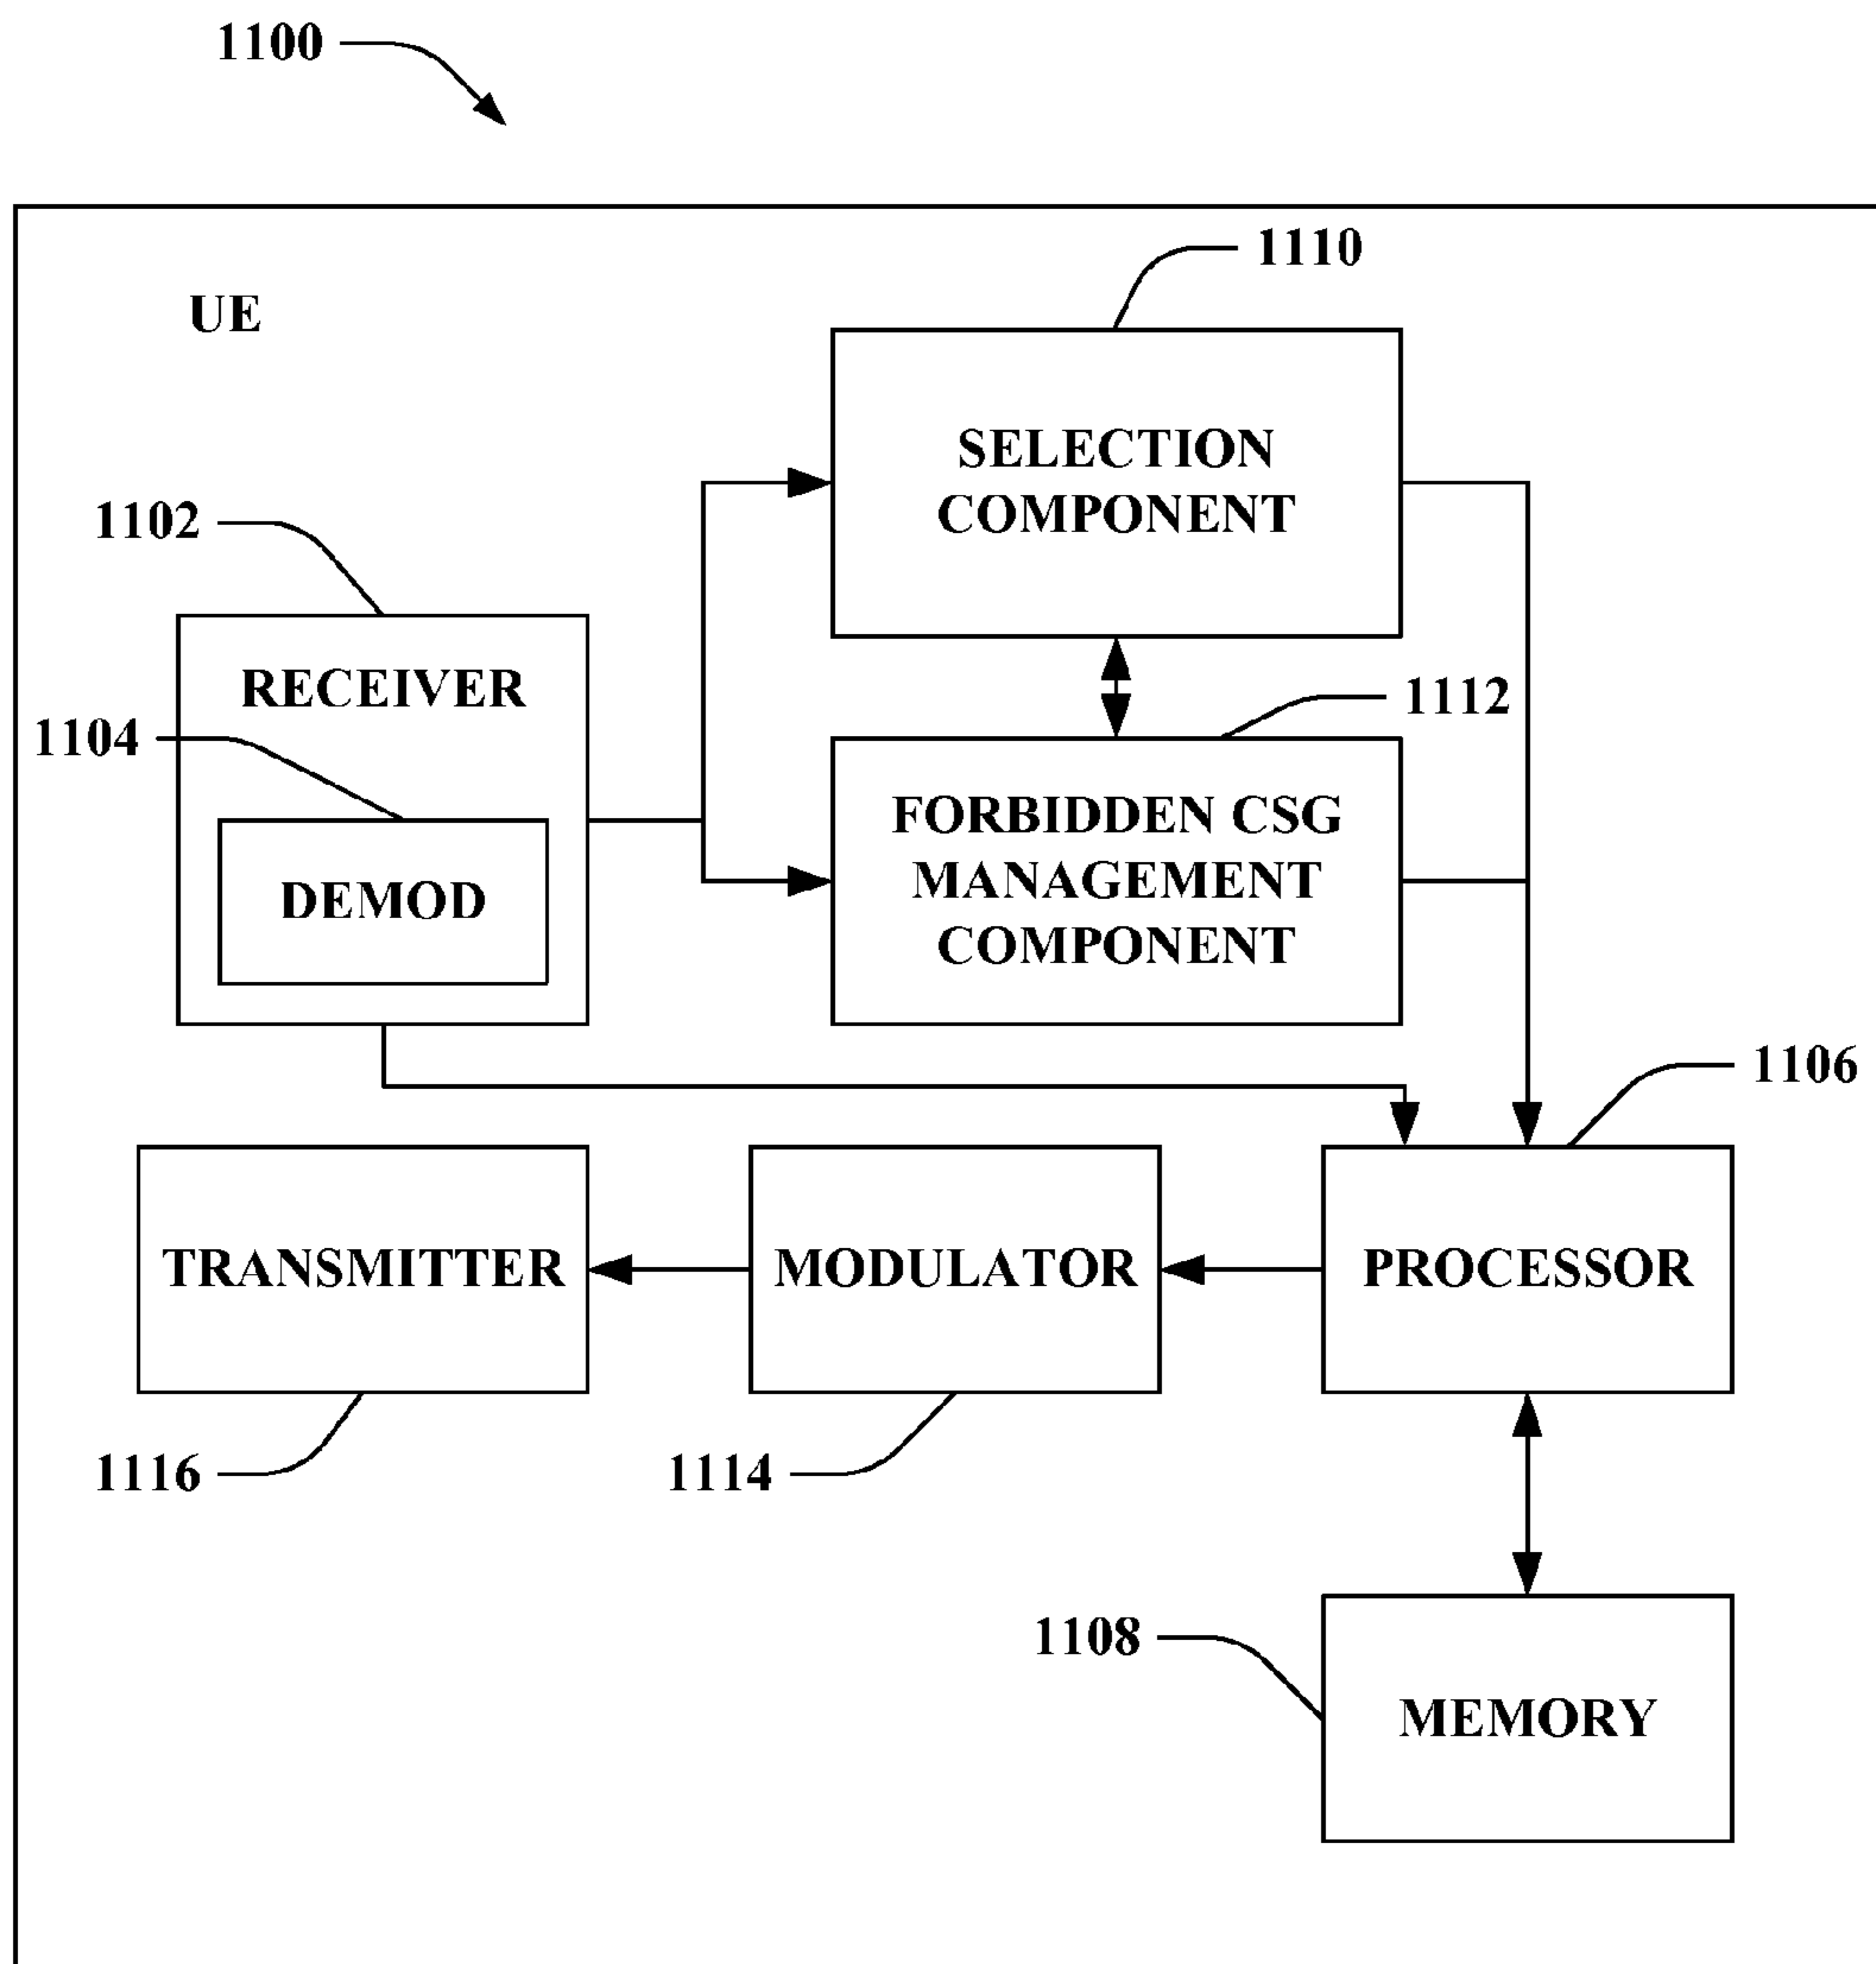 1100
UE
1110
SELECTION
COMPONENT
1102
RECEIVER
1104
DEMOD
1112
FORBIDDEN CSG
MANAGEMENT
COMPONENT
1106
TRANSMITTER
MODULATOR
PROCESSOR
1116
1114
1108
MEMORY